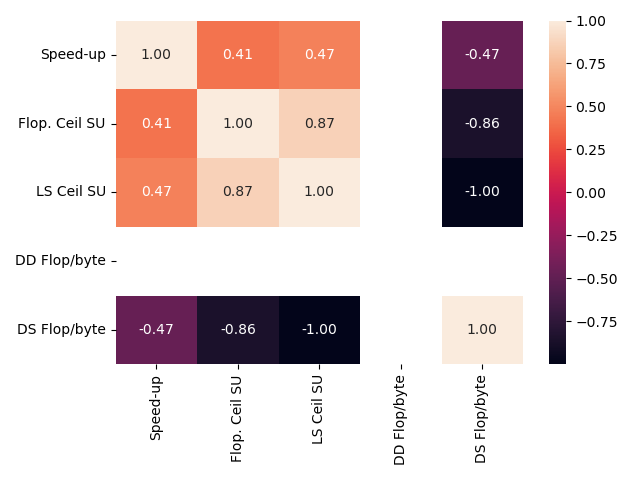 Speed-up 1.00 0.41 0.47 -0.47
Flop. Ceil SU 0.41 1.00 0.87 -0.86
LS Ceil SU 0.47 0.87 1.00 -1.00
DD Flop/byte
DS Flop/byte -0.47 -0.86 -1.00 1.00
Speed-up
Flop. Ceil SU
LS Ceil SU
DD Flop/byte
DS Flop/byte
1.00
0.75
0.50
0.25
0.00
−0.25
−0.50
−0.75